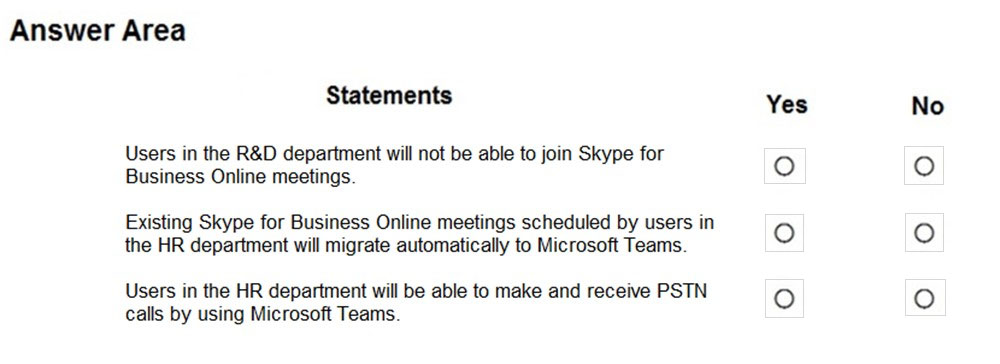 Answer Area
Statements
Yes
No
Users in the R&D department will not be able to join Skype for
Business Online meetings.
Existing Skype for Business Online meetings scheduled by users in
the HR department will migrate automatically to Microsoft Teams.
Users in the HR department will be able to make and receive PSTN
calls by using Microsoft Teams.